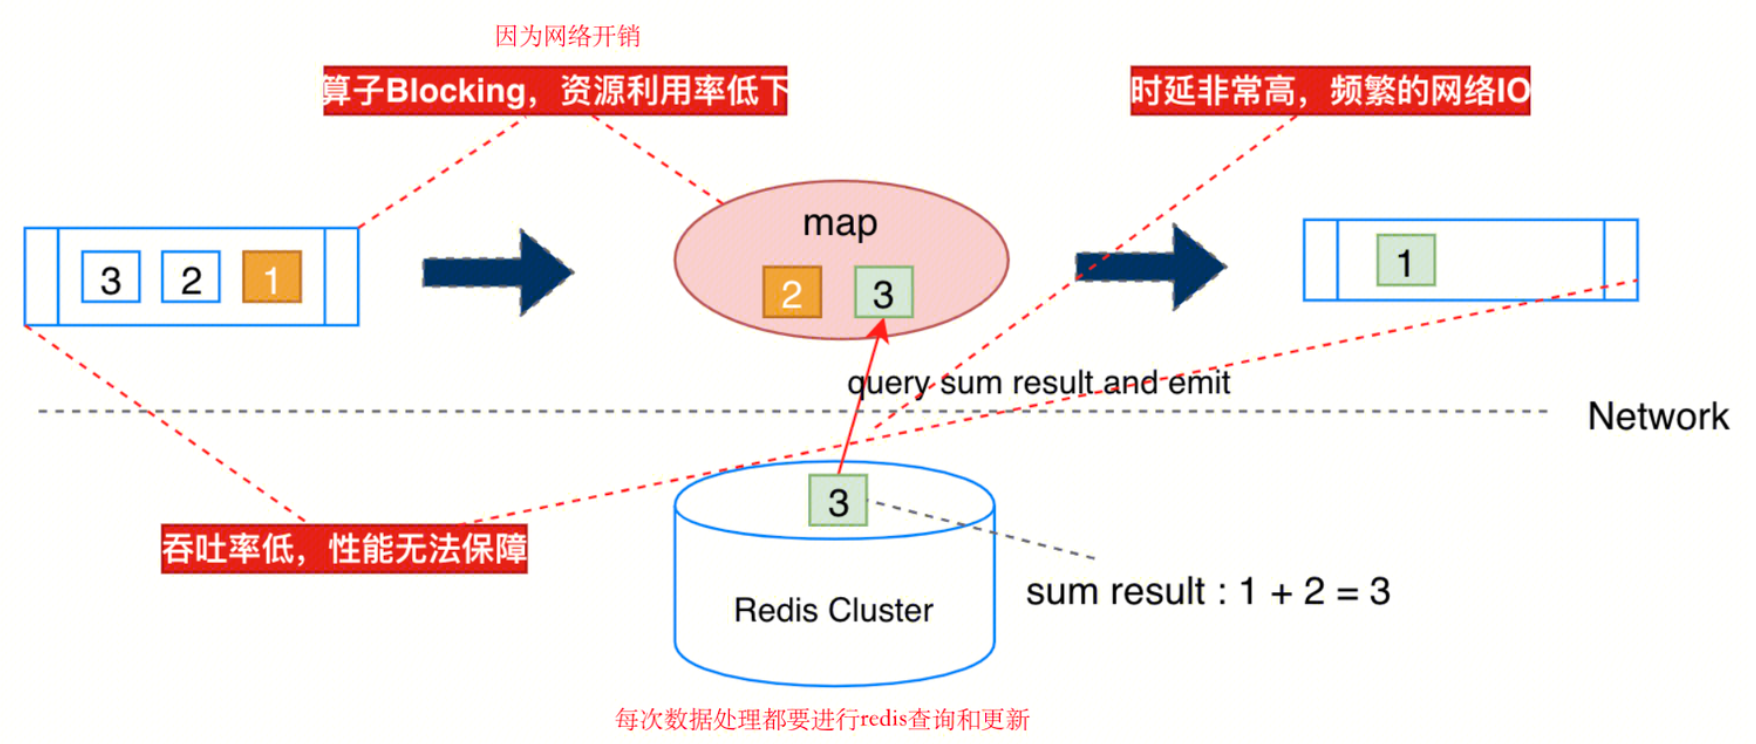 因为网络开销
算子Blocking，资源利用率低下
时延非常高，频繁的网络IO
map
3
2
1
2
3
1
query sum result and emit
Network
3
吞吐率低，性能无法保障
sum result : 1 + 2 = 3
Redis Cluster
每次数据处理都要进行redis查询和更新